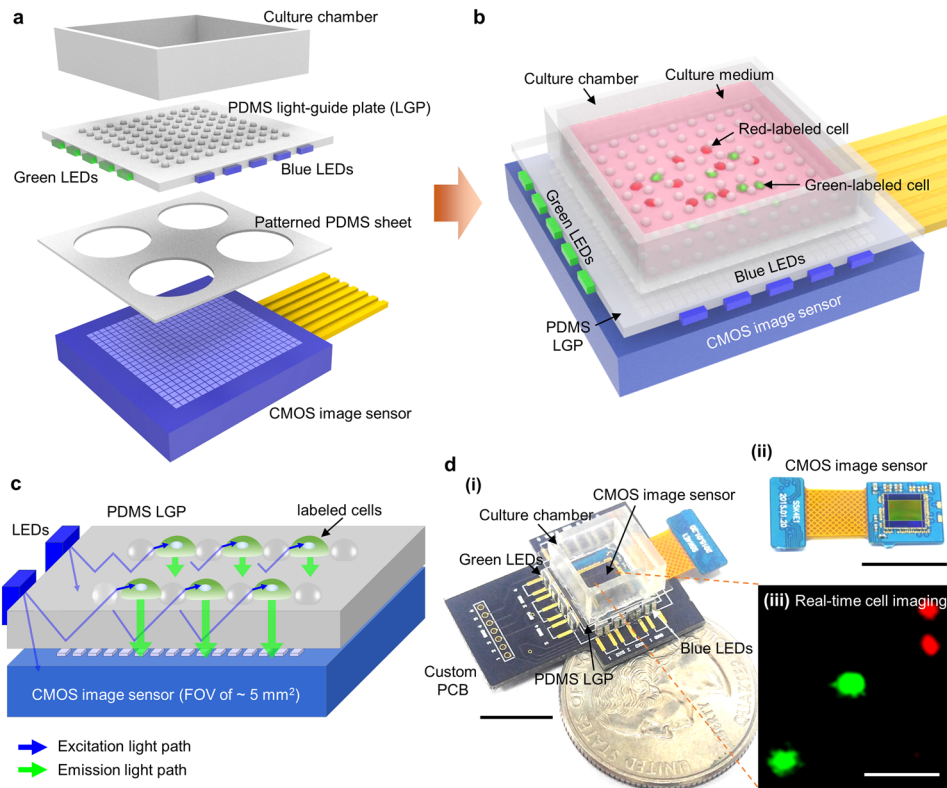 a
Culture chamber
PDMS light-guide plate (LGP)
Green LEDs
Blue LEDs
Patterned PDMS sheet
CMOS image sensor
b
Culture chamber
Culture medium
Red-labeled cell
Green-labeled cell
Green LEDs
Blue LEDs
PDMS
LGP
CMOS image sensor
c
LEDs
PDMS LGP
labeled cells
CMOS image sensor (FOV of ~ 5 mm²)
Excitation light path
Emission light path
d
(i)
CMOS image sensor
Culture chamber
Green LEDs
Custom
PCB
PDMS LGP
Blue LEDs
(ii)
CMOS image sensor
2015.01.20
(iii) Real-time cell imaging